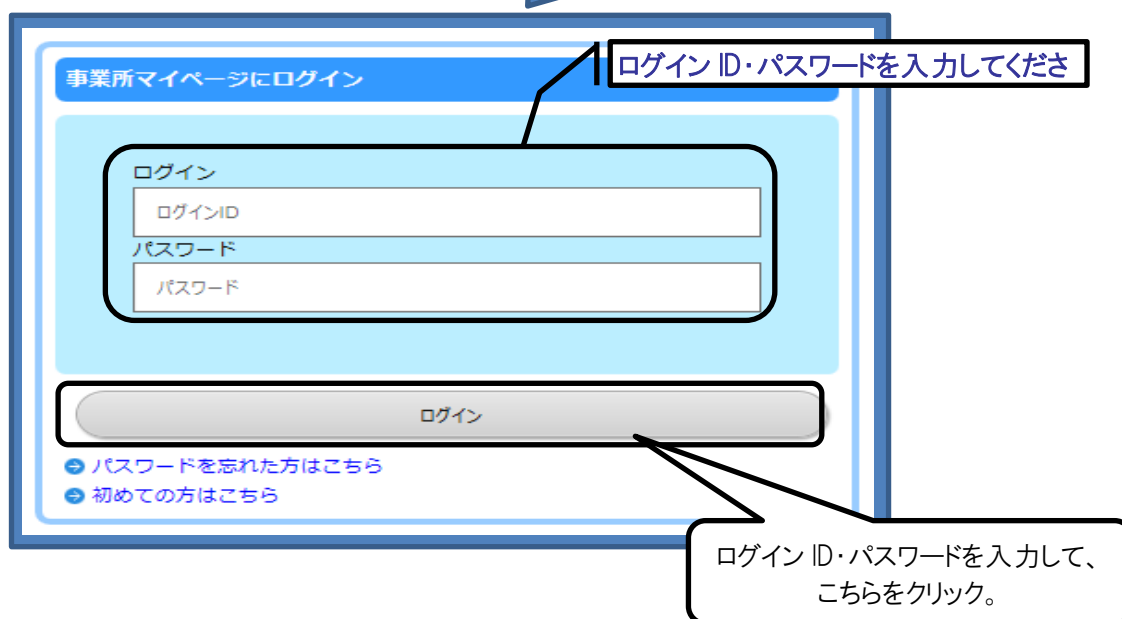 ログイン ID・パスワードを入力してくださ
事業所マイページにログイン
ログイン
ログインID
パスワード
パスワード
ログイン
パスワードを忘れた方はこちら
初めての方はこちら
ログイン ID・パスワードを入力して、
こちらをクリック。